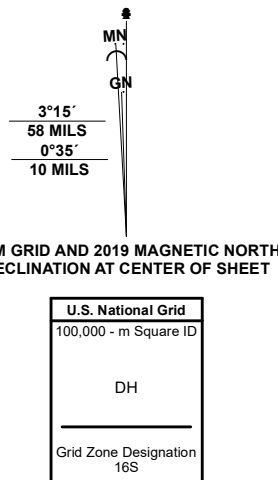 MN
GN
3°15´
58 MILS
0°35´
10 MILS
M GRID AND 2019 MAGNETIC NORTH
ECLINATION AT CENTER OF SHEET
U.S. National Grid
100,000 - m Square ID
DH
Grid Zone Designation
16S